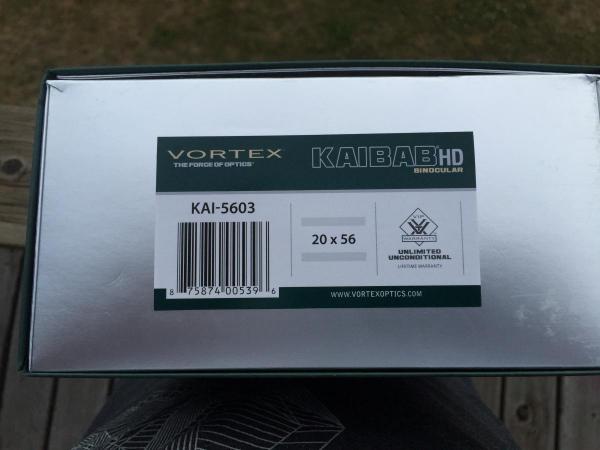 VORTEX
THE FORCE OF OPTICS
KAIBAB HD
BINOCULAR
KAI-5603
20 x 56
8 75874 00539 6
VIP
WARRANTY
UNLIMITED
UNCONDITIONAL
LIFETIME WARRANTY
WWW.VORTEXOPTICS.COM